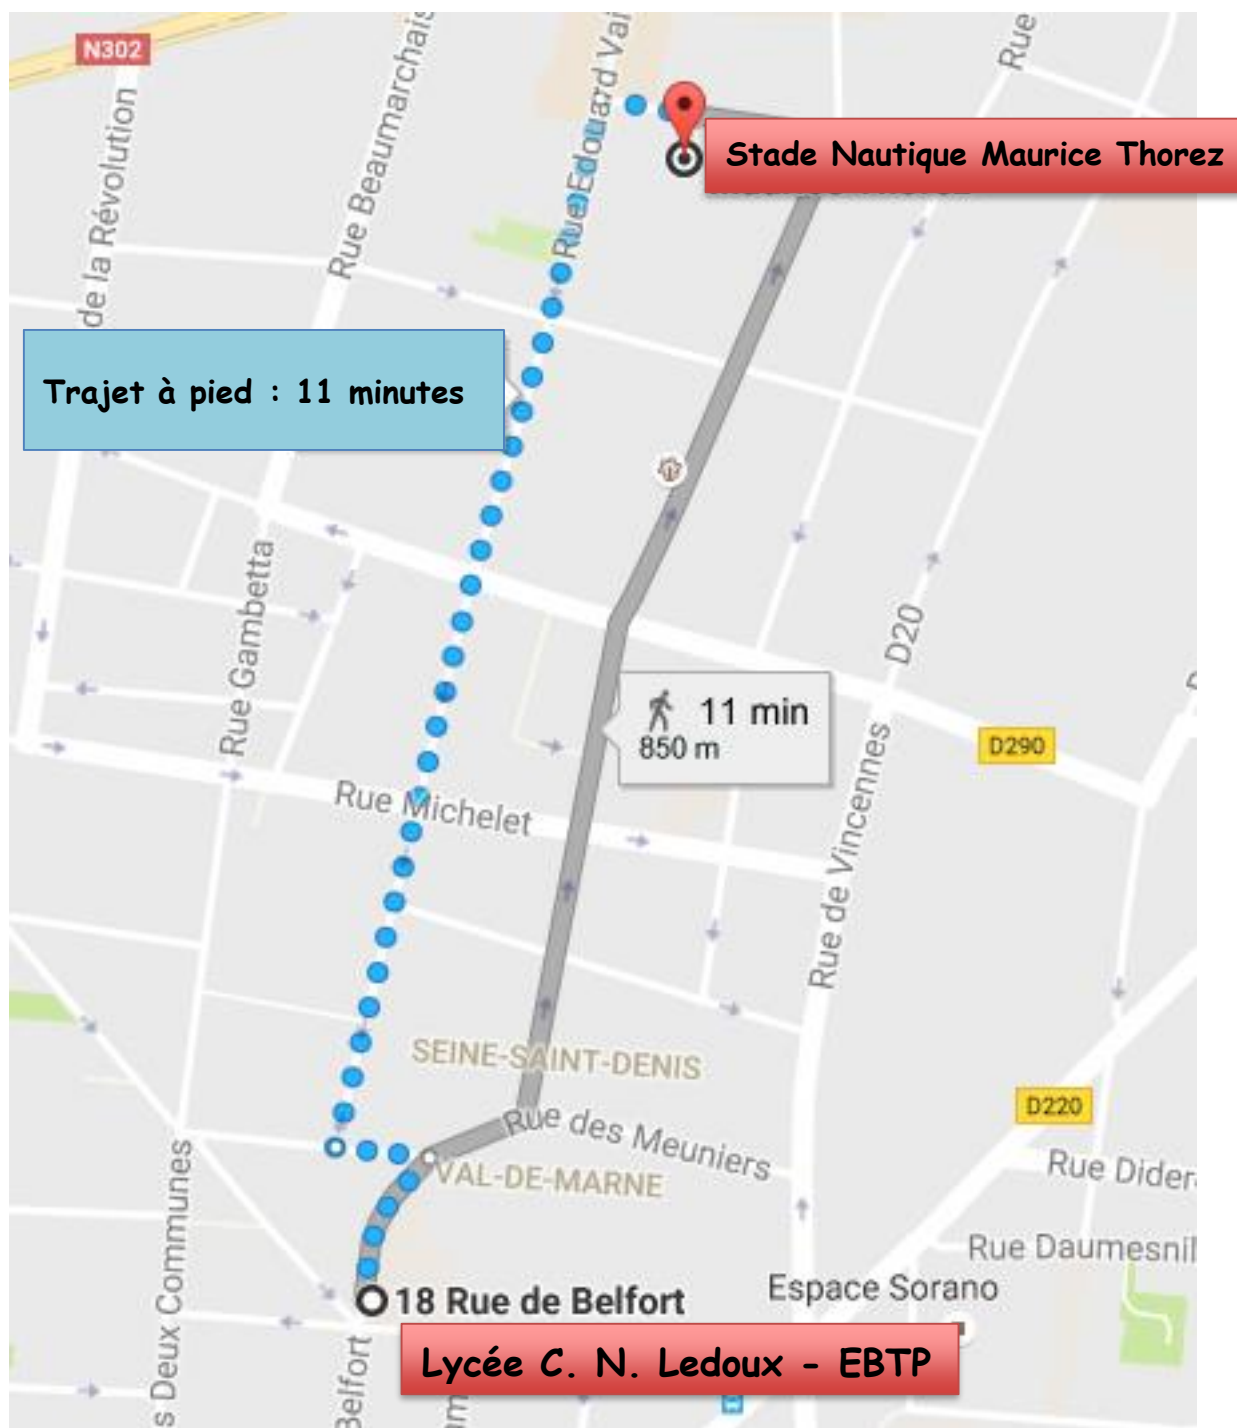 N302
Rue Beaumarchais
Rue Edouard Vai
Rue
de la Révolution
Stade Nautique Maurice Thorez
Trajet à pied : 11 minutes
Rue Gambetta
D20
11 min
850 m
D290
Rue Michelet
Rue de Vincennes
SEINE-SAINT-DENIS
D220
Rue des Meuniers
VAL-DE-MARNE
Rue Dider
s Deux Communes
Rue Daumesnil
Espace Sorano
18 Rue de Belfort
Lycée C. N. Ledoux - EBTP
Belfort